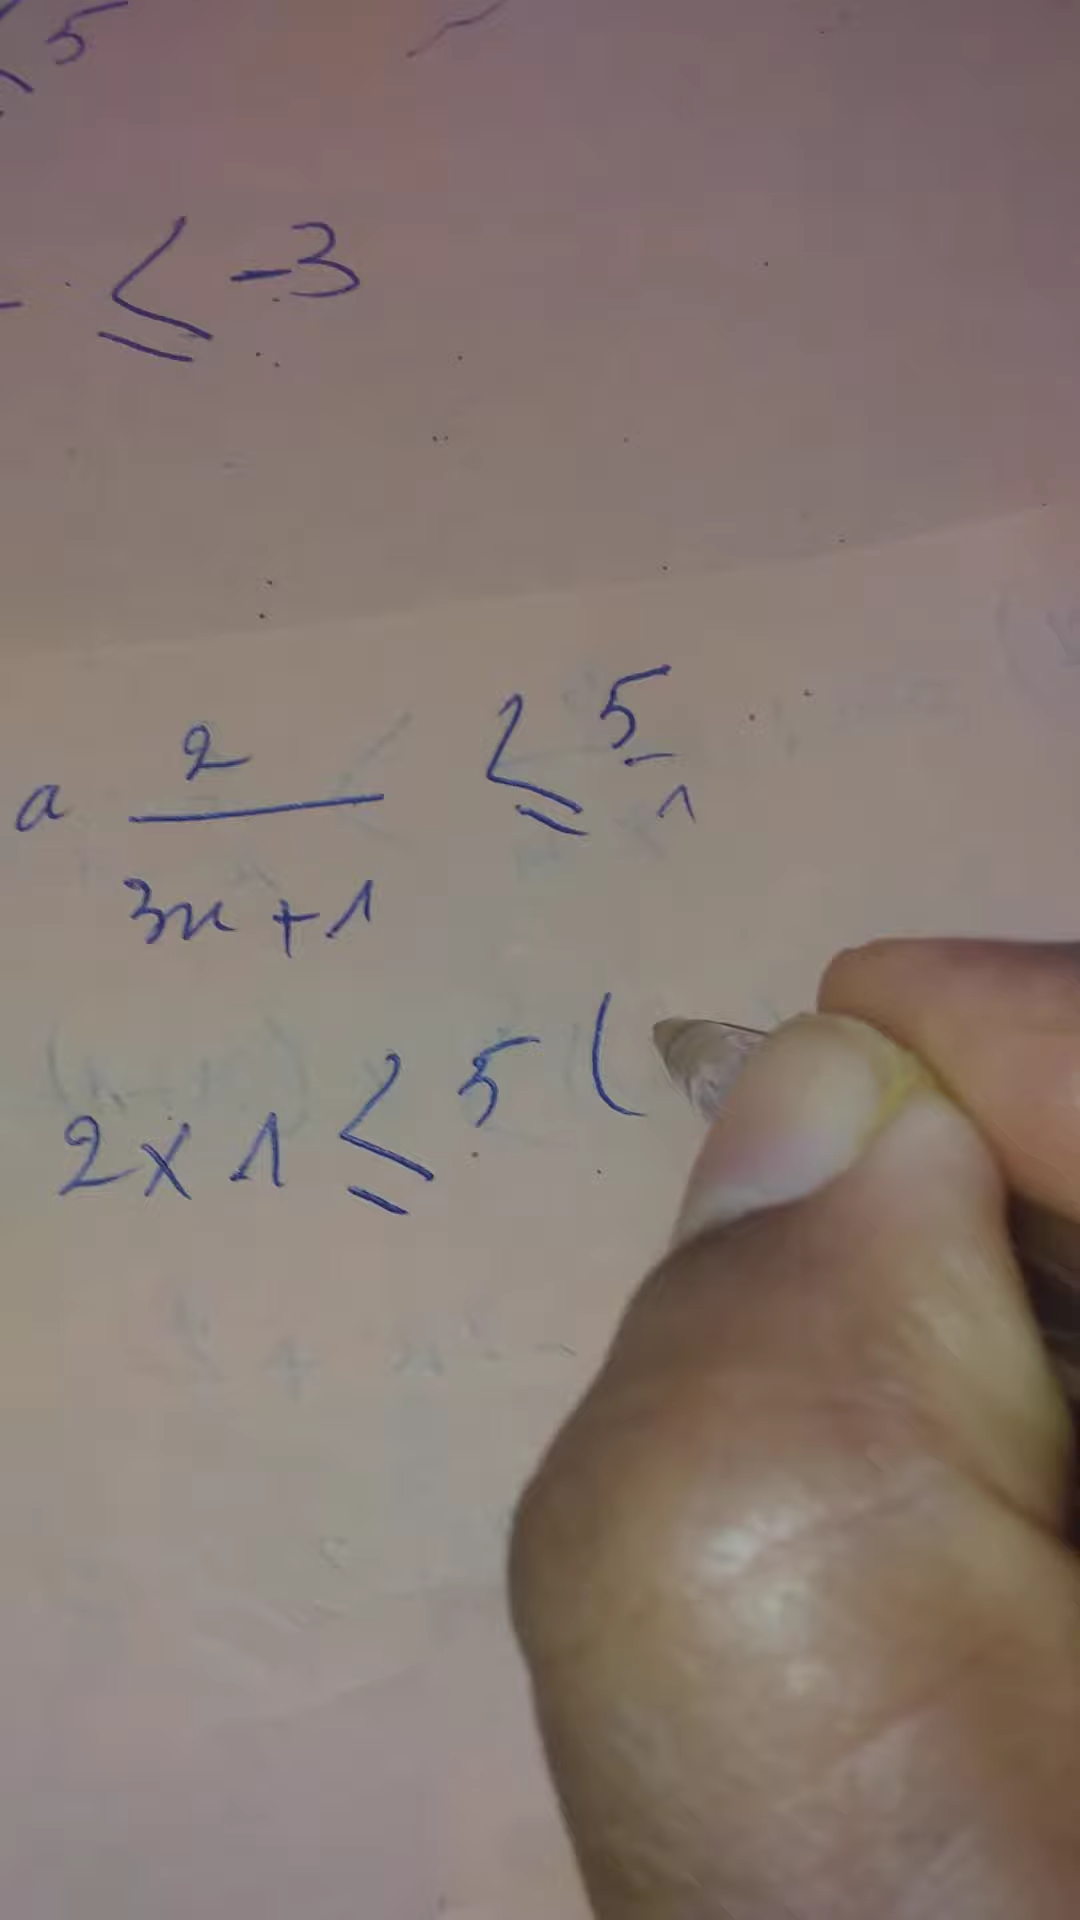 5
≤ -3
a 2/(3x+1) ≤ 5/1
2 x 1 ≤ 5 (